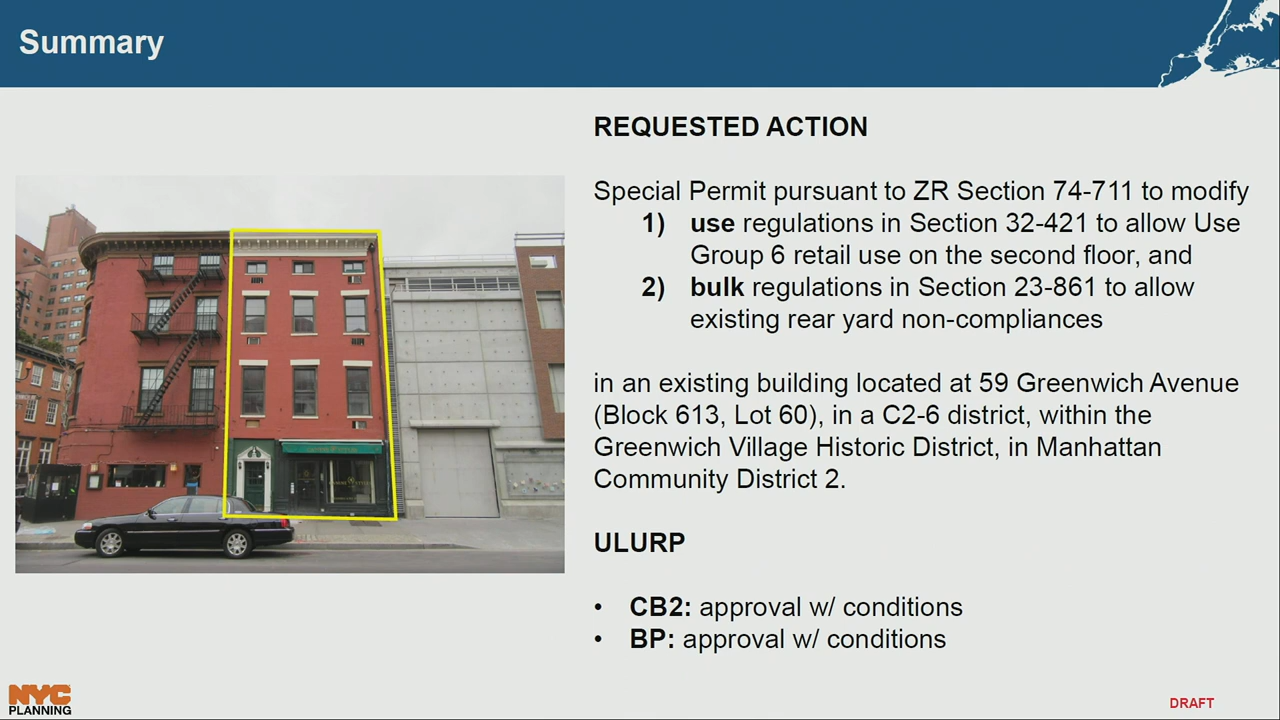 Summary
REQUESTED ACTION
Special Permit pursuant to ZR Section 74-711 to modify
1) use regulations in Section 32-421 to allow Use
Group 6 retail use on the second floor, and
2) bulk regulations in Section 23-861 to allow
existing rear yard non-compliances
in an existing building located at 59 Greenwich Avenue
(Block 613, Lot 60), in a C2-6 district, within the
Greenwich Village Historic District, in Manhattan
Community District 2.
ULURP
• CB2: approval w/ conditions
• BP: approval w/ conditions
NYC
PLANNING
DRAFT